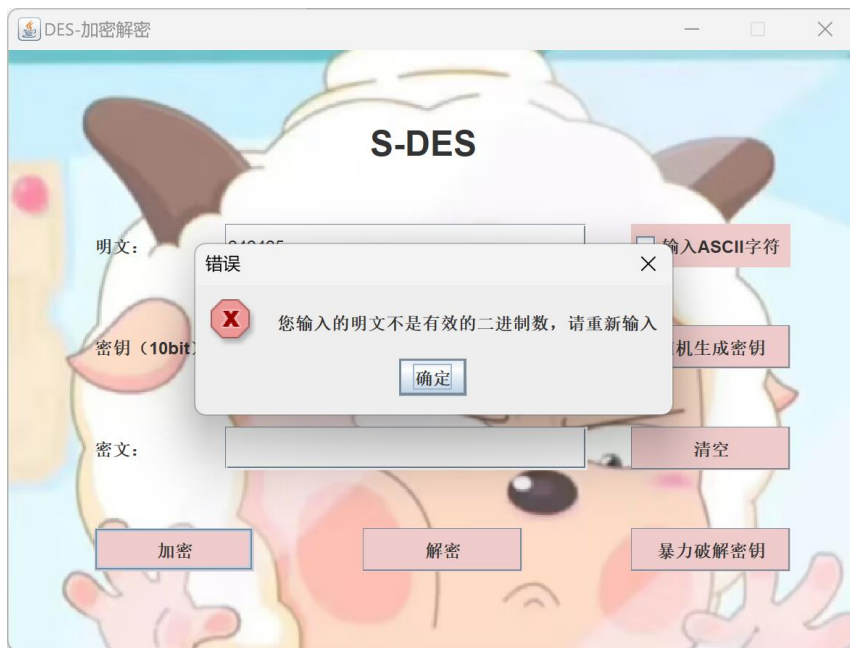 DES-加密解密
S-DES
明文:
输入ASCII字符
错误
您输入的明文不是有效的二进制数，请重新输入
确定
密钥（10bit
机生成密钥
密文:
清空
加密
解密
暴力破解密钥